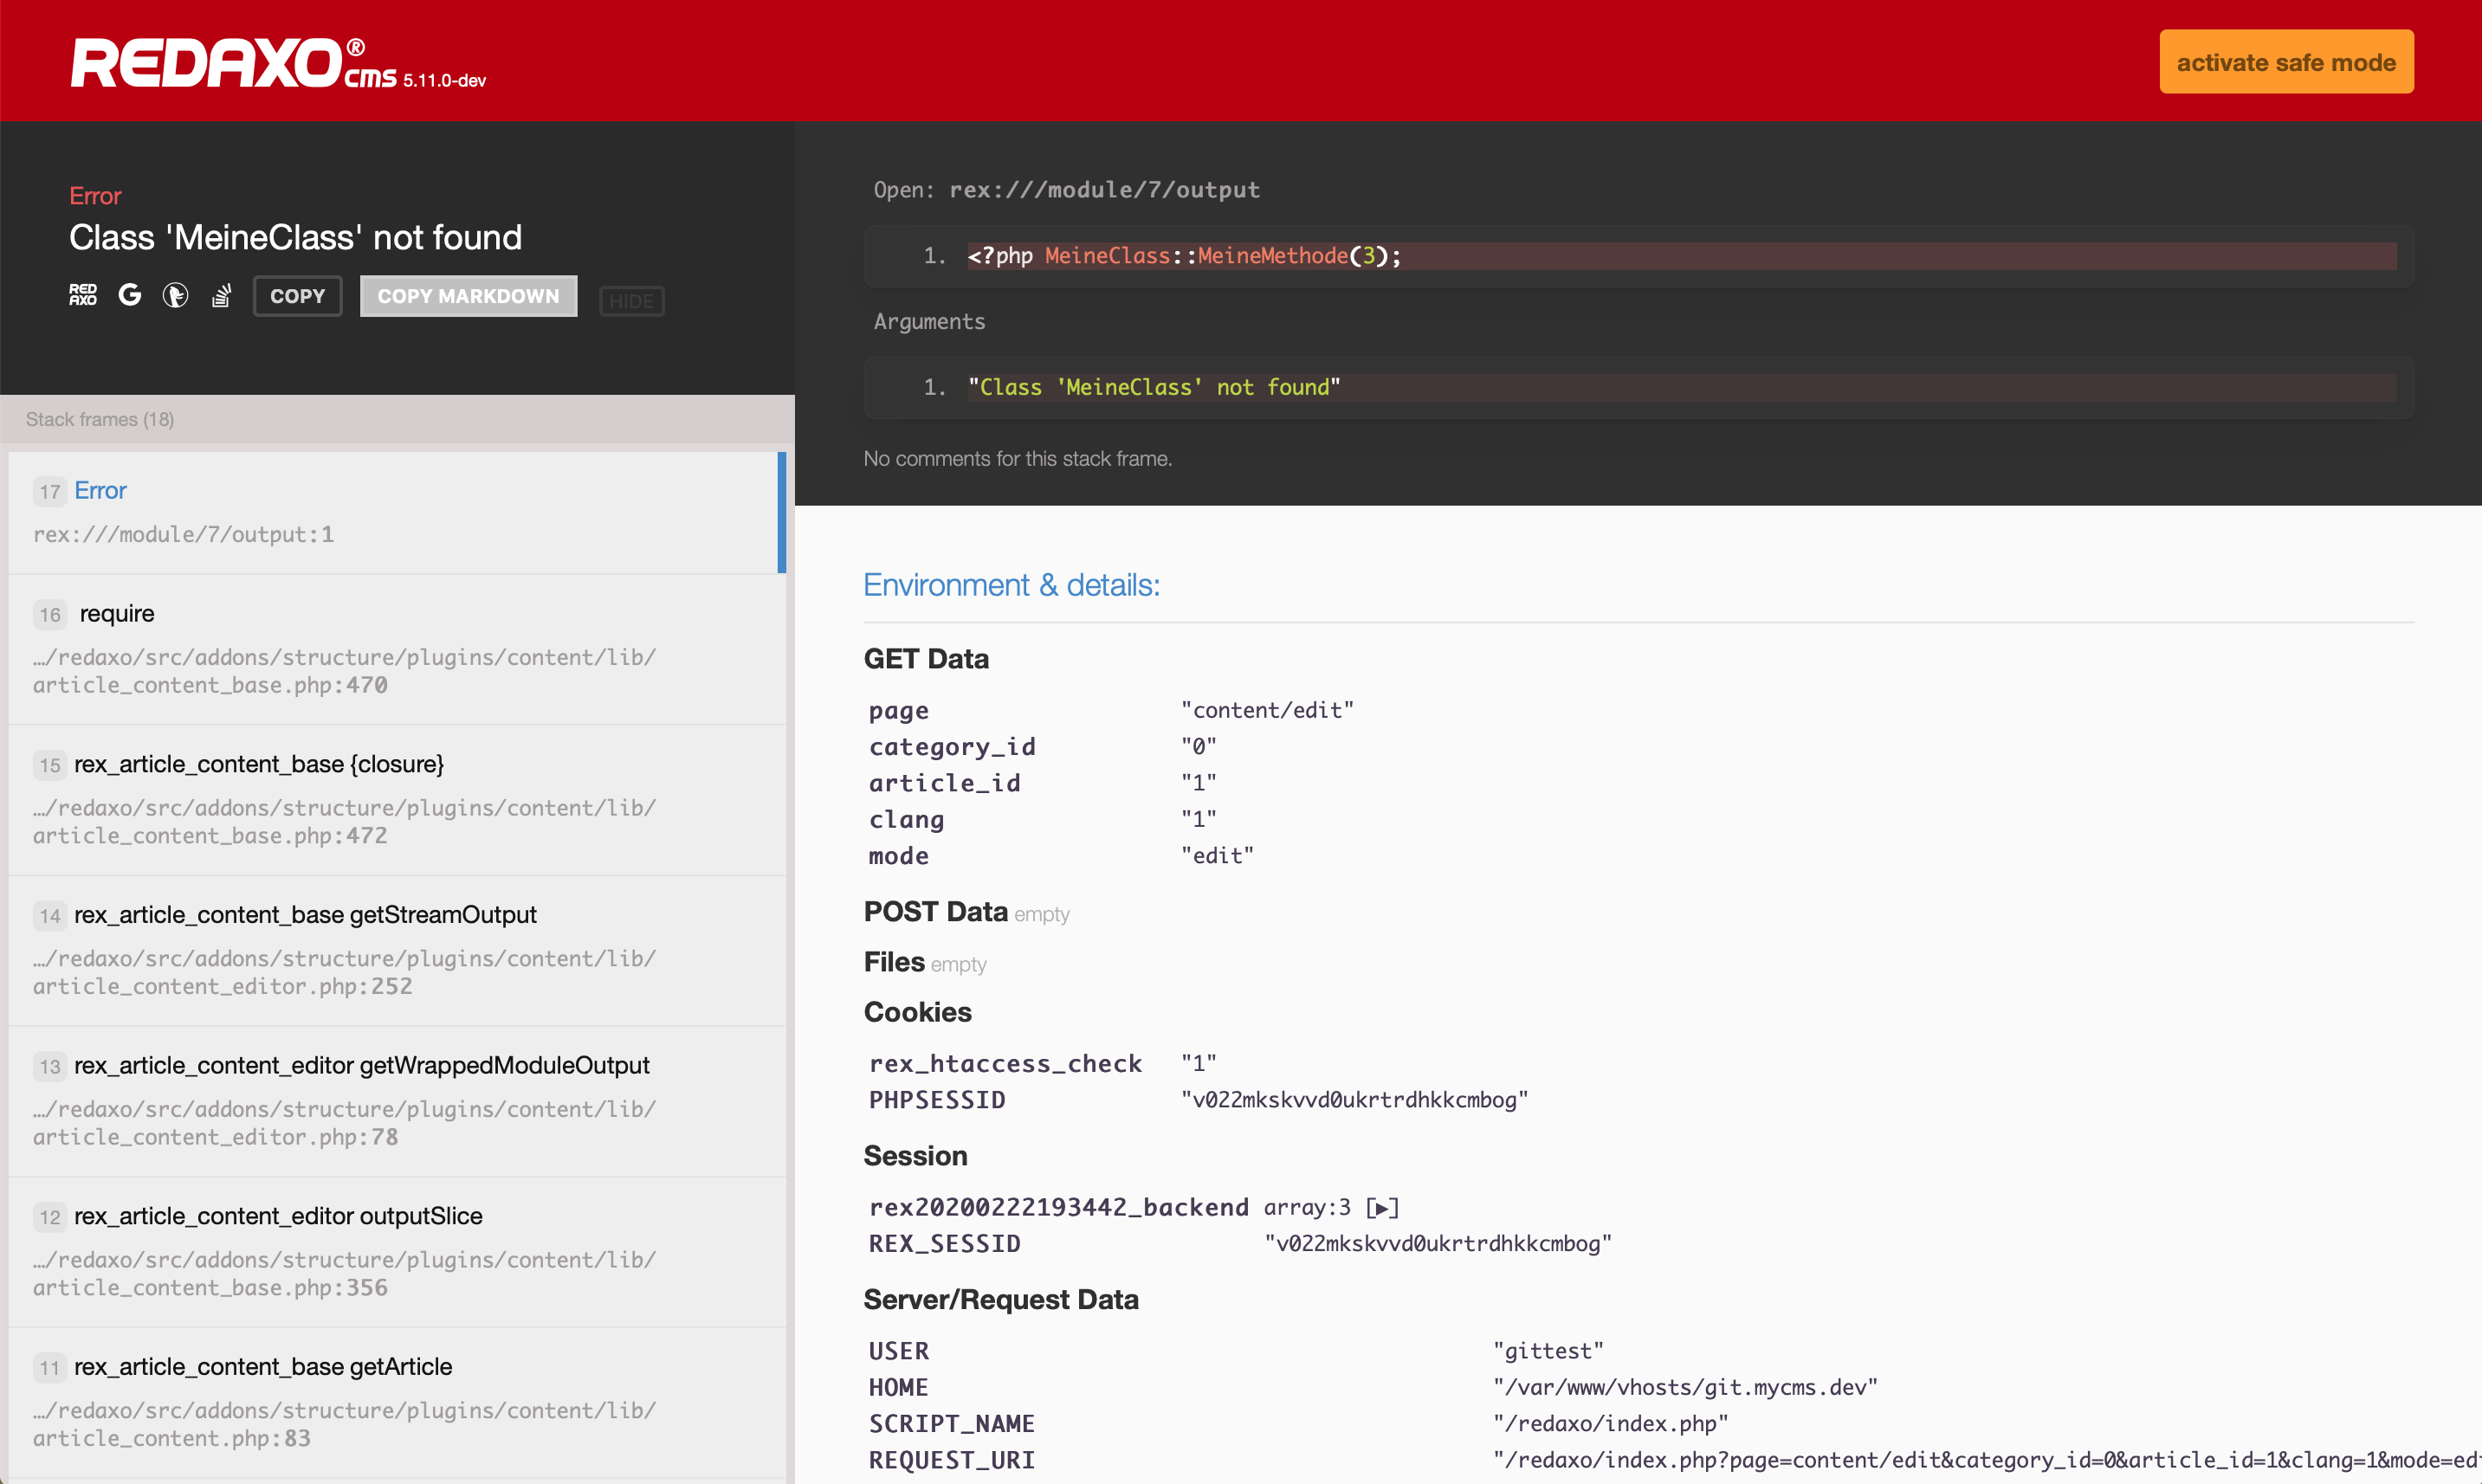 REDAXO® cms 5.11.0-dev
activate safe mode
Error
Class 'MeineClass' not found
RED
AXO
COPY
COPY MARKDOWN
HIDE
Stack frames (18)
17 Error
rex:///module/7/output:1
16 require
…/redaxo/src/addons/structure/plugins/content/lib/
article_content_base.php:470
15 rex_article_content_base {closure}
…/redaxo/src/addons/structure/plugins/content/lib/
article_content_base.php:472
14 rex_article_content_base getStreamOutput
…/redaxo/src/addons/structure/plugins/content/lib/
article_content_editor.php:252
13 rex_article_content_editor getWrappedModuleOutput
…/redaxo/src/addons/structure/plugins/content/lib/
article_content_editor.php:78
12 rex_article_content_editor outputSlice
…/redaxo/src/addons/structure/plugins/content/lib/
article_content_base.php:356
11 rex_article_content_base getArticle
…/redaxo/src/addons/structure/plugins/content/lib/
article_content.php:83
Open: rex:///module/7/output
1. <?php MeineClass::MeineMethode(3);
Arguments
1. "Class 'MeineClass' not found"
No comments for this stack frame.
Environment & details:
GET Data
page "content/edit"
category_id "0"
article_id "1"
clang "1"
mode "edit"
POST Data empty
Files empty
Cookies
rex_htaccess_check "1"
PHPSESSID "v022mkskvvd0ukrtrdhkkcmbog"
Session
rex20200222193442_backend array:3 [▶]
REX_SESSID "v022mkskvvd0ukrtrdhkkcmbog"
Server/Request Data
USER "gittest"
HOME "/var/www/vhosts/git.mycms.dev"
SCRIPT_NAME "/redaxo/index.php"
REQUEST_URI "/redaxo/index.php?page=content/edit&category_id=0&article_id=1&clang=1&mode=ed